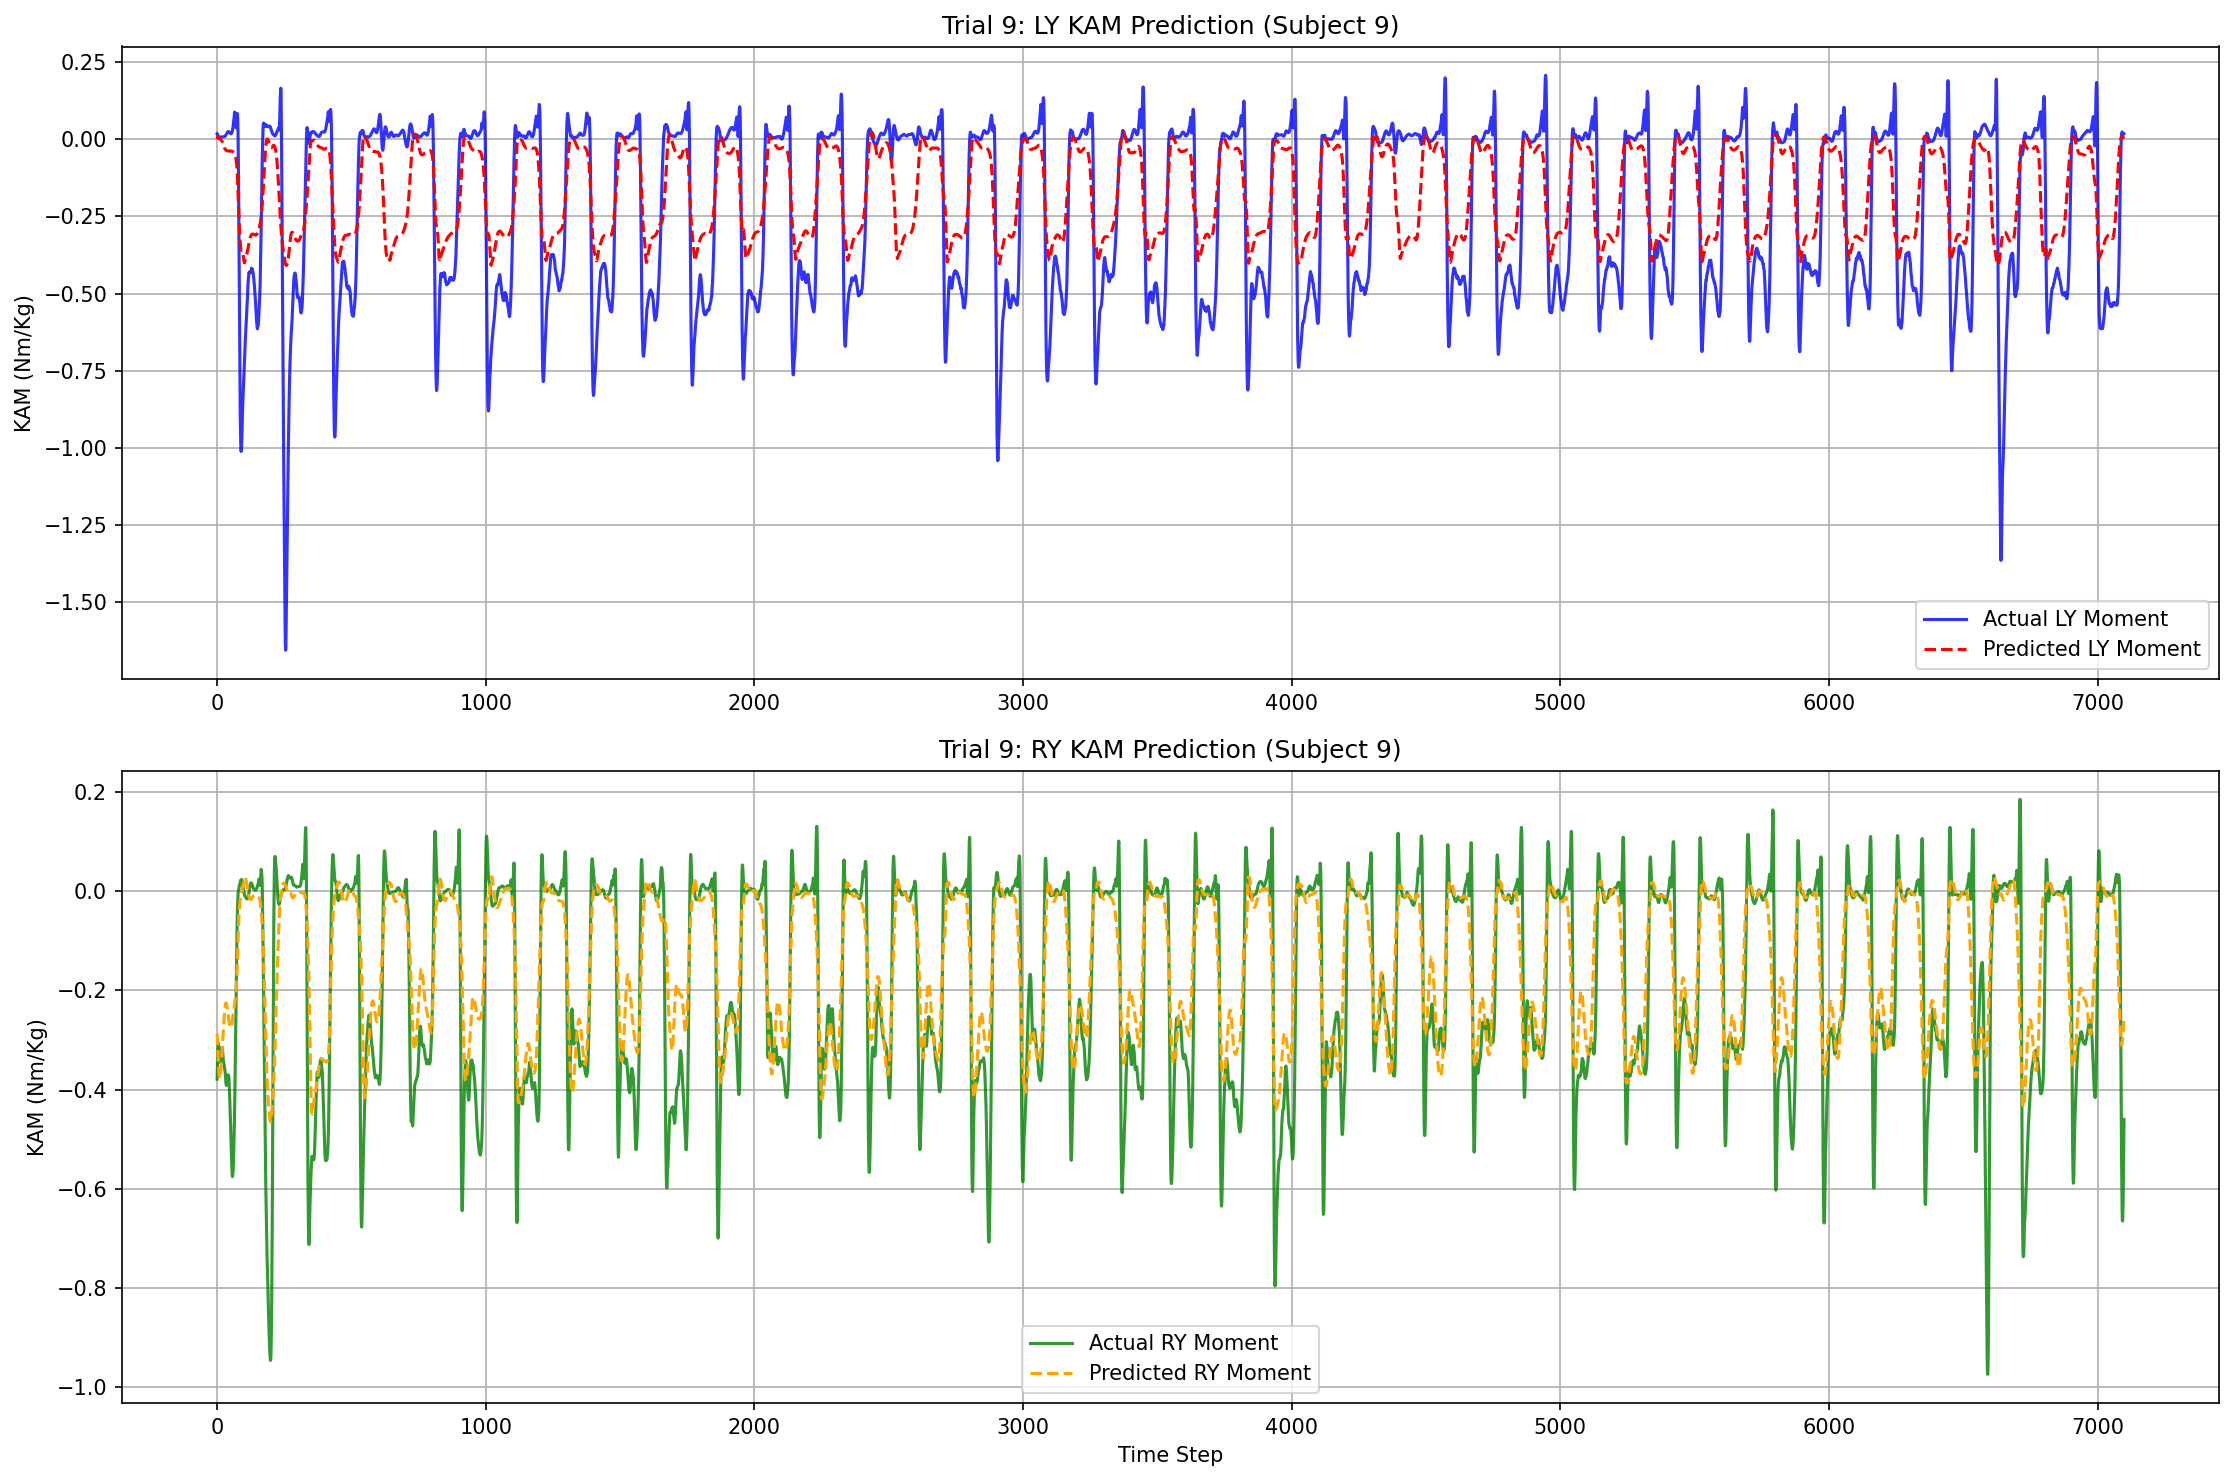 Trial 9: LY KAM Prediction (Subject 9)
KAM (Nm/Kg)
0.25
0.00
−0.25
−0.50
−0.75
−1.00
−1.25
−1.50
Actual LY Moment
Predicted LY Moment
0 1000 2000 3000 4000 5000 6000 7000
Trial 9: RY KAM Prediction (Subject 9)
KAM (Nm/Kg)
0.2
0.0
−0.2
−0.4
−0.6
−0.8
−1.0
Actual RY Moment
Predicted RY Moment
0 1000 2000 3000 4000 5000 6000 7000
Time Step